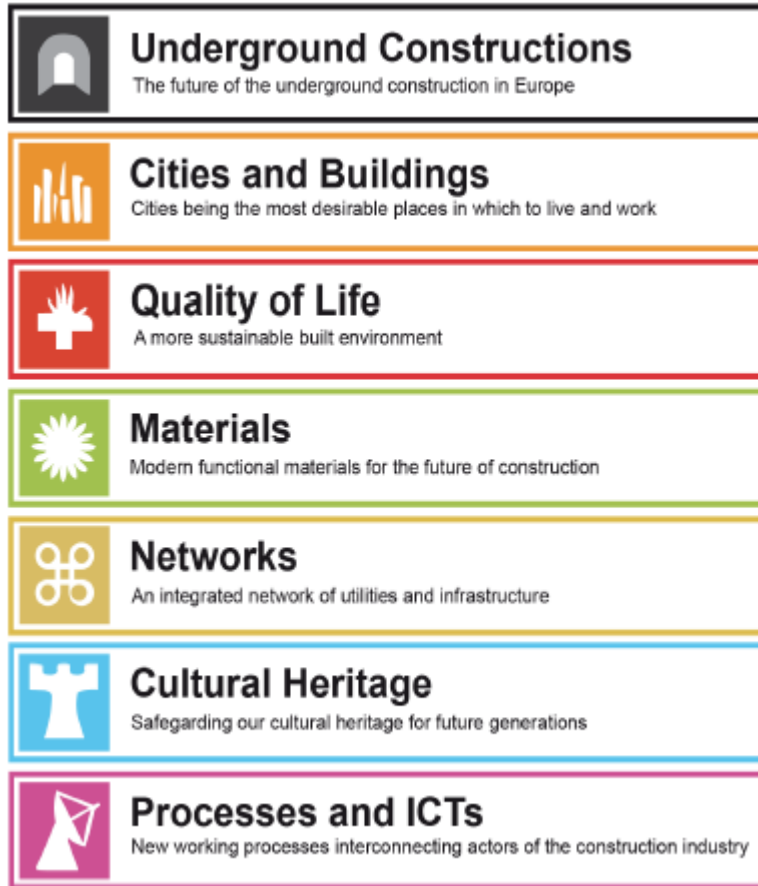 Underground Constructions
The future of the underground construction in Europe
Cities and Buildings
Cities being the most desirable places in which to live and work
Quality of Life
A more sustainable built environment
Materials
Modern functional materials for the future of construction
Networks
An integrated network of utilities and infrastructure
Cultural Heritage
Safegarding our cultural heritage for future generations
Processes and ICTs
New working processes interconnecting actors of the construction industry